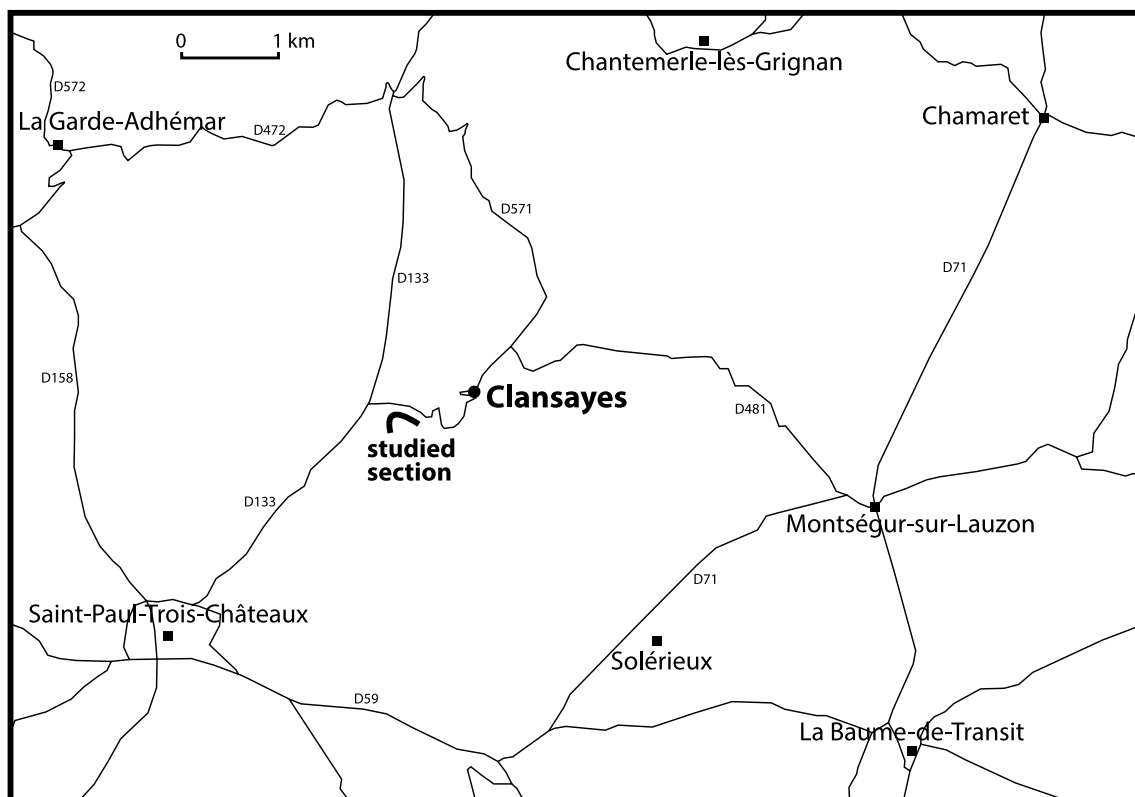 0 1 km
Chantemerle-lès-Grignan
D572
La Garde-Adhémar
D472
Chamaret
D571
D133
D71
D158
Clansayes
D481
studied
section
D133
Montségur-sur-Lauzon
D71
Saint-Paul-Trois-Châteaux
Solérieux
D59
La Baume-de-Transit